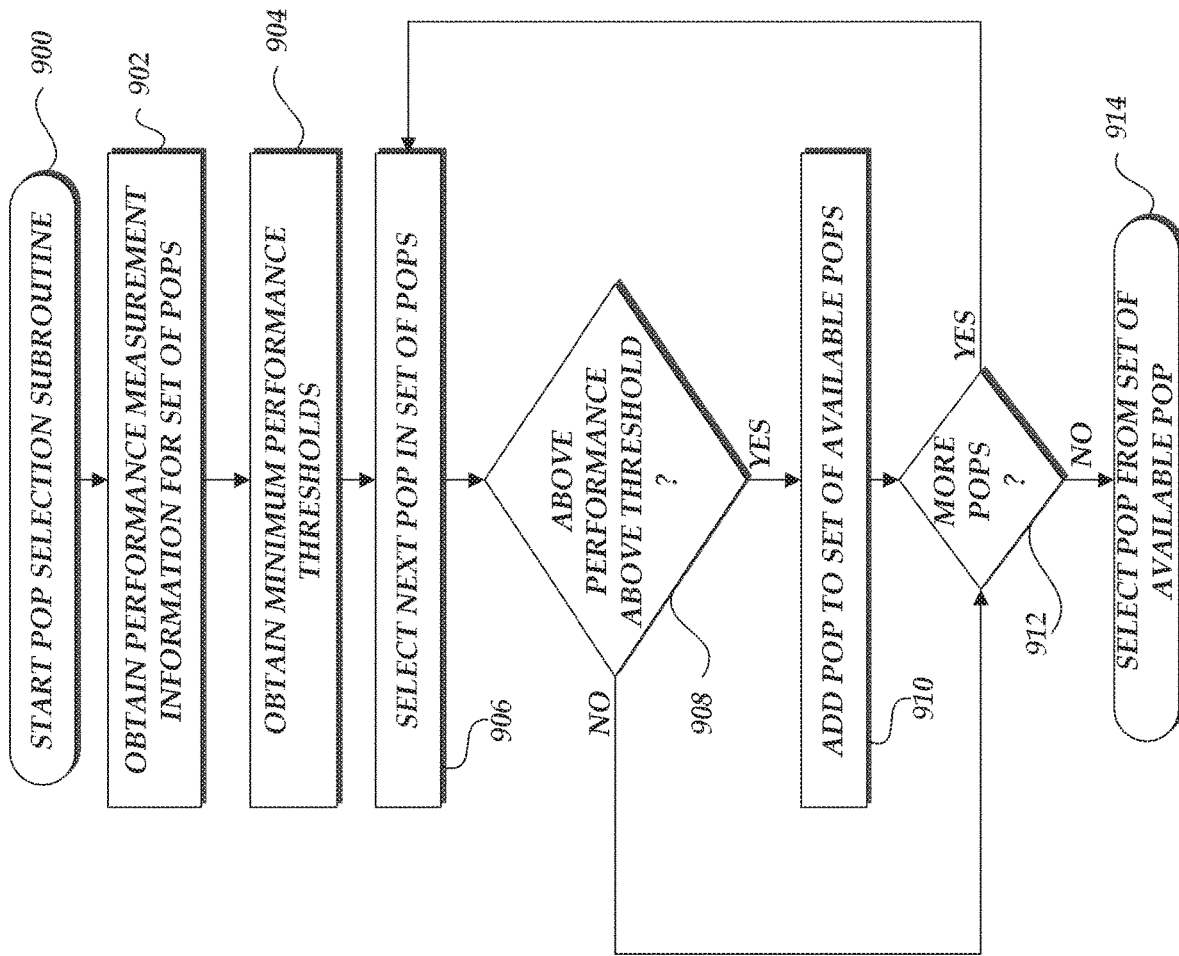 START POP SELECTION SUBROUTINE
900
OBTAIN PERFORMANCE MEASUREMENT
INFORMATION FOR SET OF POPS
902
OBTAIN MINIMUM PERFORMANCE
THRESHOLDS
904
SELECT NEXT POP IN SET OF POPS
906
ABOVE
PERFORMANCE
ABOVE THRESHOLD
?
908
NO
YES
ADD POP TO SET OF AVAILABLE POPS
910
MORE
POPS
?
912
YES
NO
SELECT POP FROM SET OF
AVAILABLE POP
914